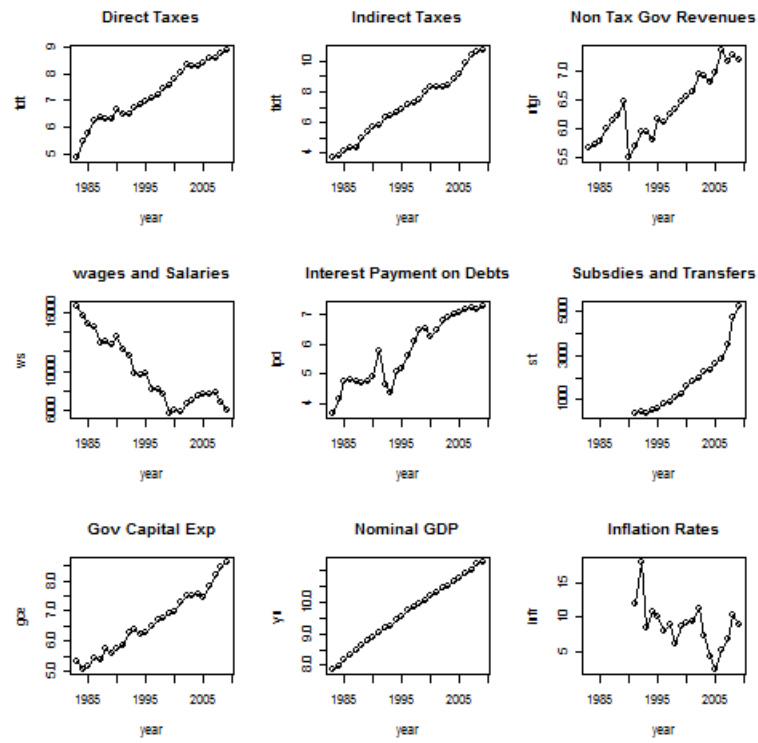 Direct Taxes
Indirect Taxes
Non Tax Gov Revenues
tdt
9
8
7
6
5
1985 1995 2005
year
10
8
6
4
1985 1995 2005
year
ntgr
7.0
6.5
6.0
5.5
1985 1995 2005
year
wages and Salaries
Interest Payment on Debts
Subsdies and Transfers
ws
16000
10000
6000
1985 1995 2005
year
ipd
7
6
5
4
1985 1995 2005
year
st
5000
3000
1000
1985 1995 2005
year
Gov Capital Exp
Nominal GDP
Inflation Rates
gce
8.0
7.0
6.0
5.0
1985 1995 2005
year
10.0
9.0
8.0
1985 1995 2005
year
infr
15
10
5
1985 1995 2005
year